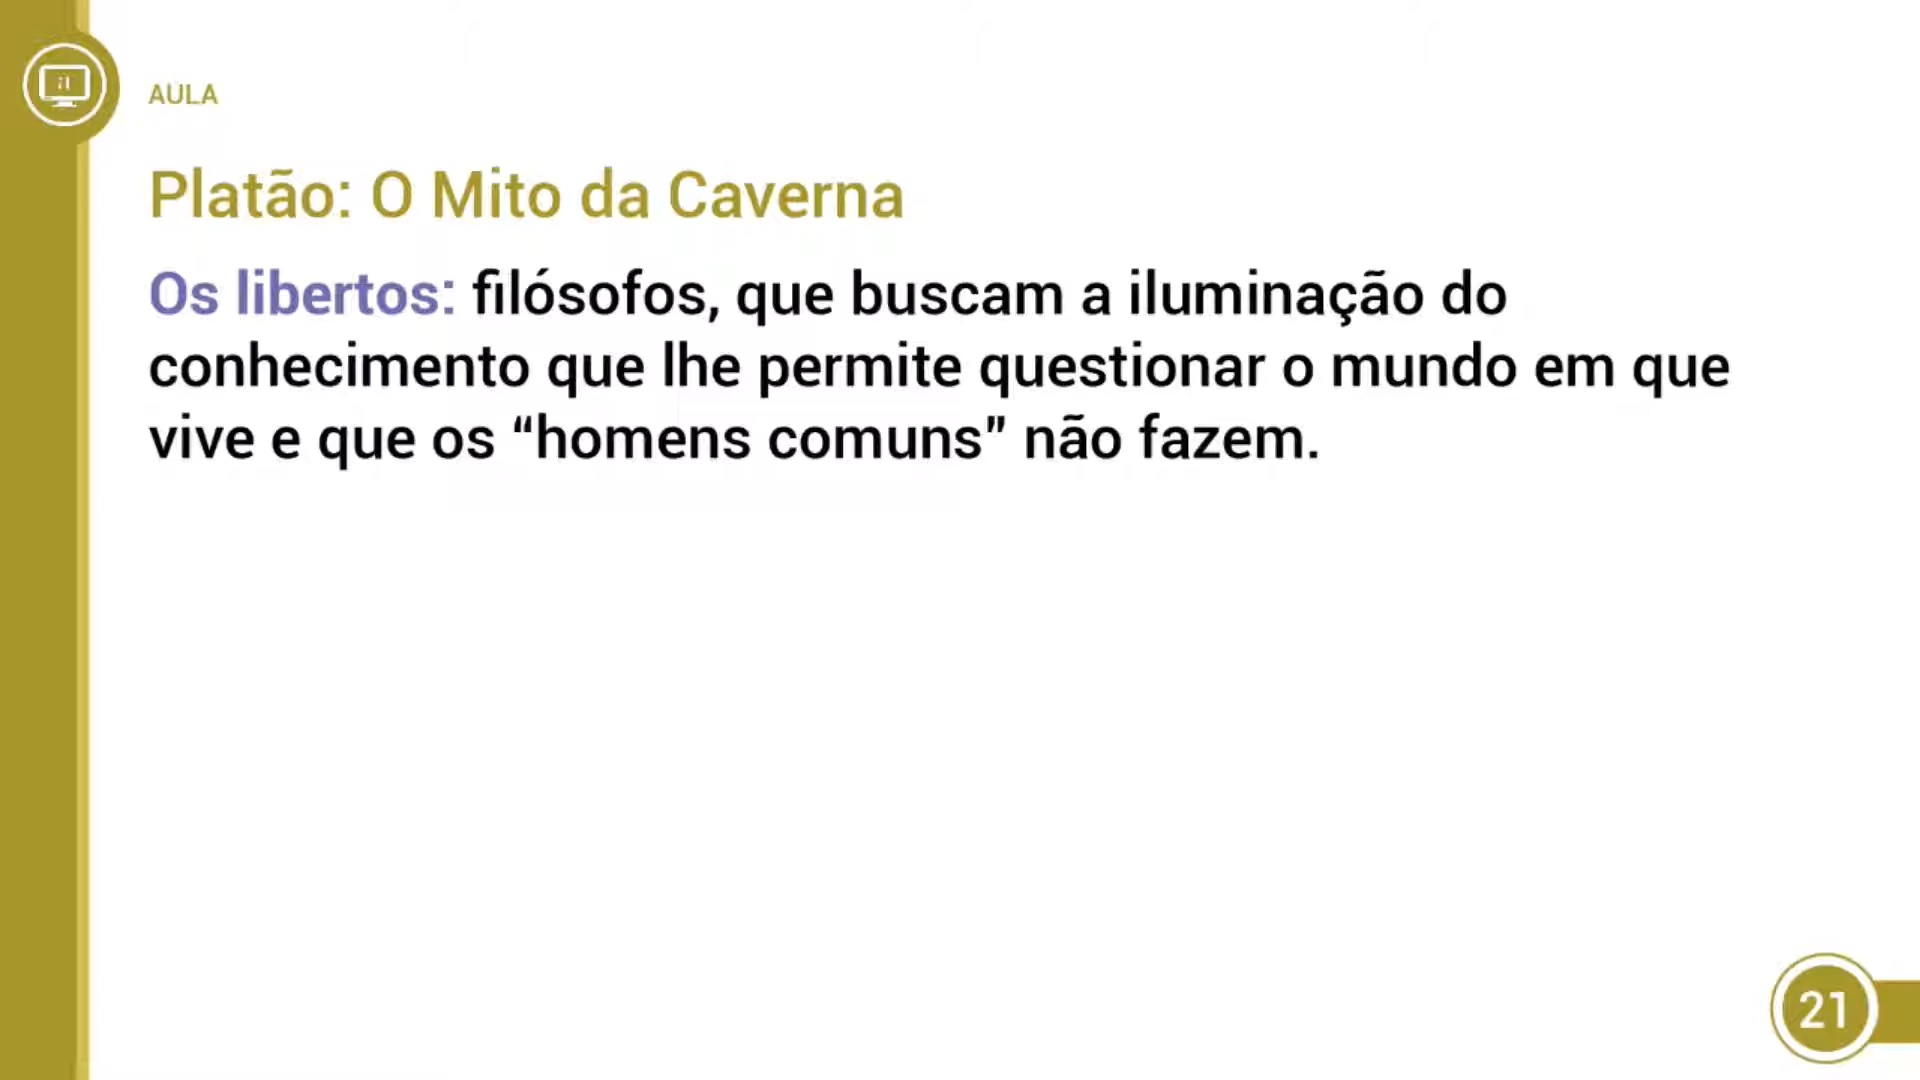 AULA
Platão: O Mito da Caverna
Os libertos: filósofos, que buscam a iluminação do
conhecimento que lhe permite questionar o mundo em que
vive e que os “homens comuns” não fazem.
21